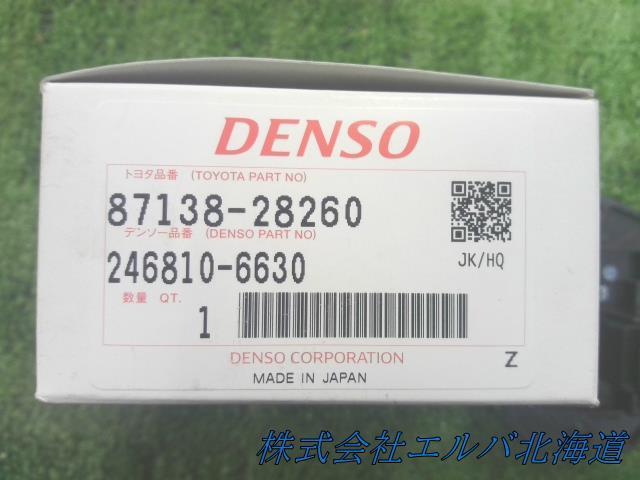 DENSO
トヨタ品番 (TOYOTA PART NO)
87138-28260
デンソー品番 (DENSO PART NO)
246810-6630
JK/HQ
数量 QT.
1
DENSO CORPORATION
Z
MADE IN JAPAN
株式会社エルバ北海道